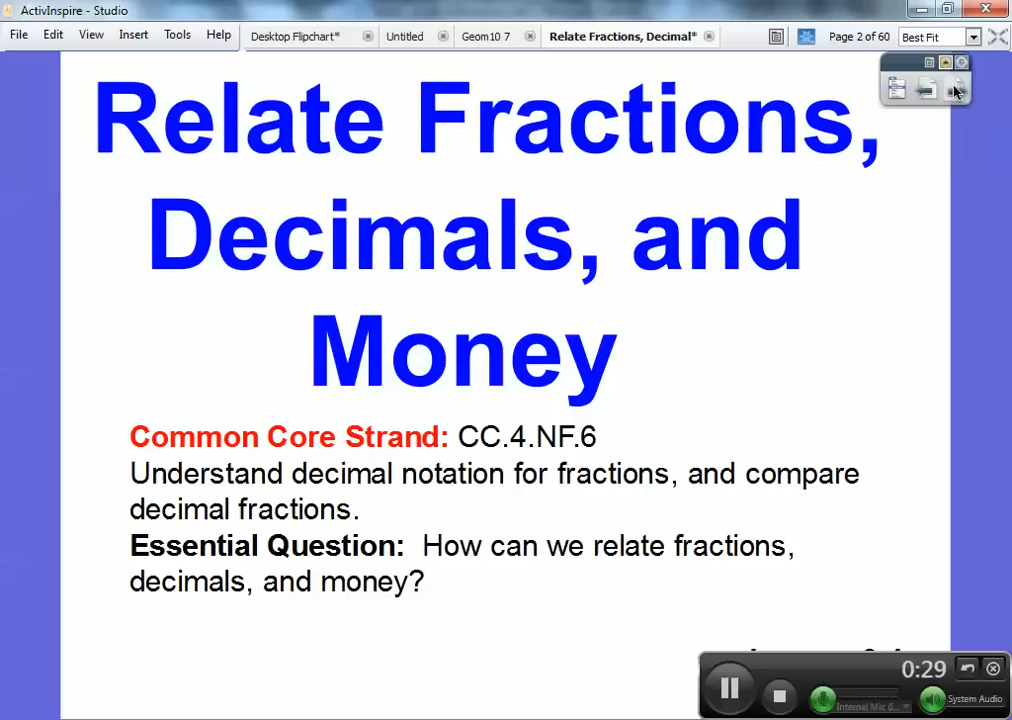 ActivInspire - Studio
File Edit View Insert Tools Help Desktop Flipchart* Untitled Geom10 7 Relate Fractions, Decimal* Page 2 of 60 Best Fit
Relate Fractions,
Decimals, and
Money
Common Core Strand: CC.4.NF.6
Understand decimal notation for fractions, and compare
decimal fractions.
Essential Question: How can we relate fractions,
decimals, and money?
0:29
Internal Mic (I... System Audio